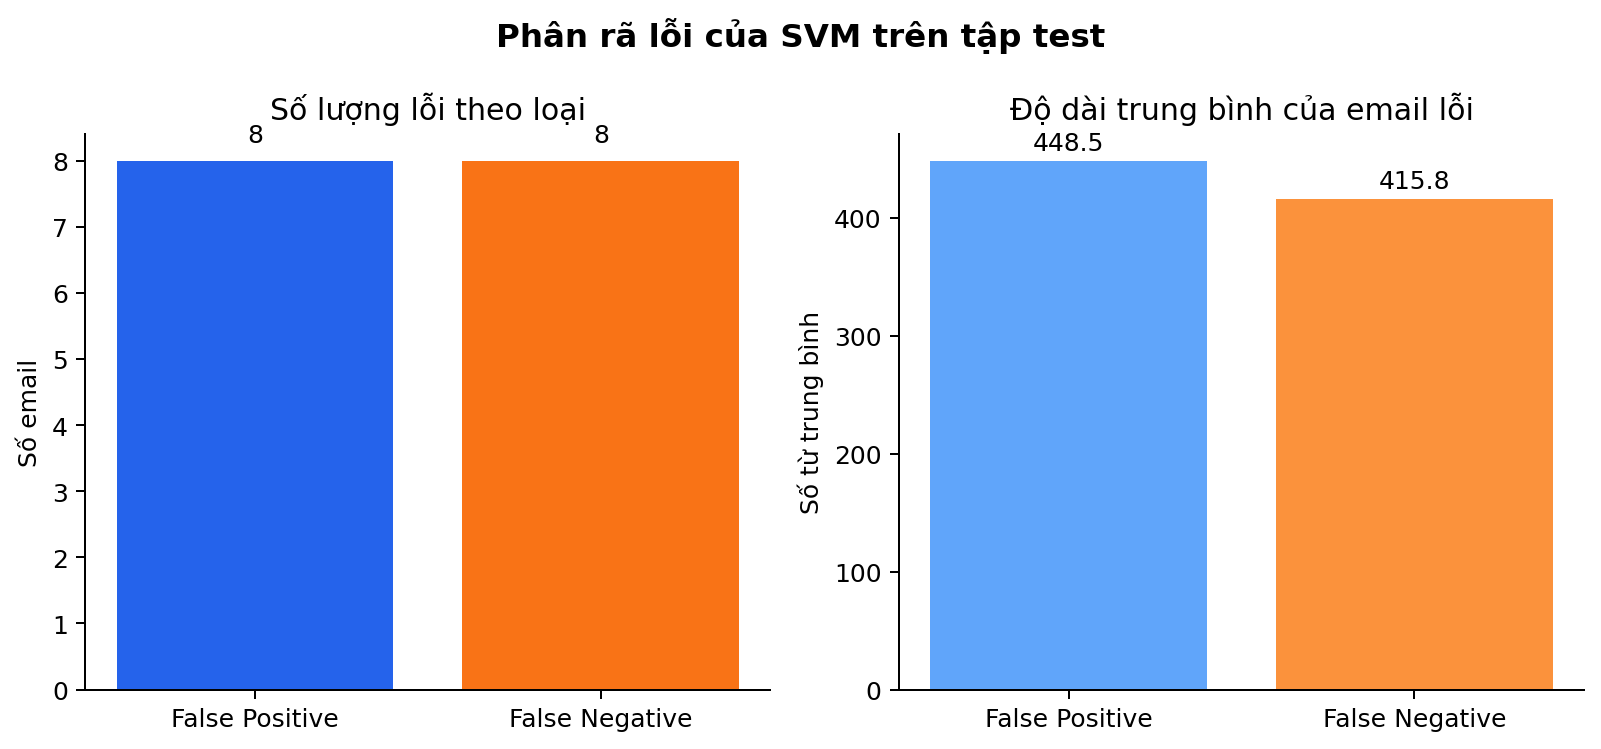 Phân rã lỗi của SVM trên tập test
Số lượng lỗi theo loại
8
8
Số email
8
7
6
5
4
3
2
1
0
False Positive
False Negative
Độ dài trung bình của email lỗi
448.5
415.8
Số từ trung bình
400
300
200
100
0
False Positive
False Negative